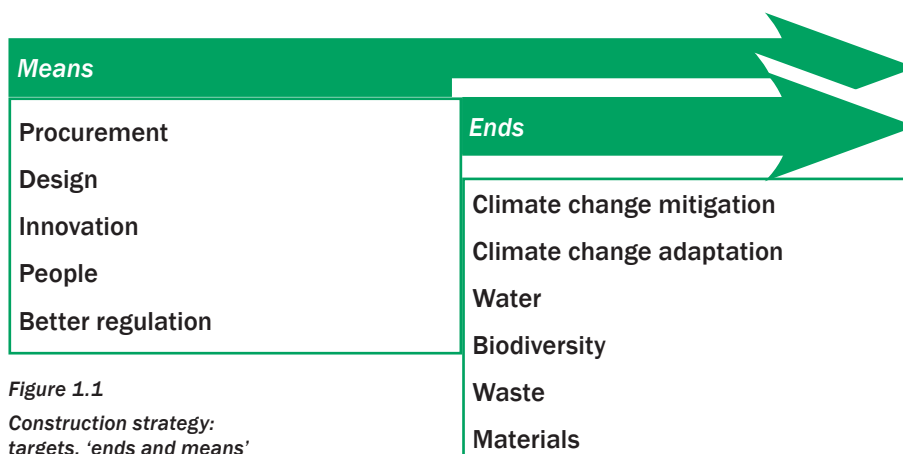 Means
Procurement
Design
Innovation
People
Better regulation
Ends
Climate change mitigation
Climate change adaptation
Water
Biodiversity
Waste
Materials
Figure 1.1
Construction strategy:
targets, ‘ends and means’